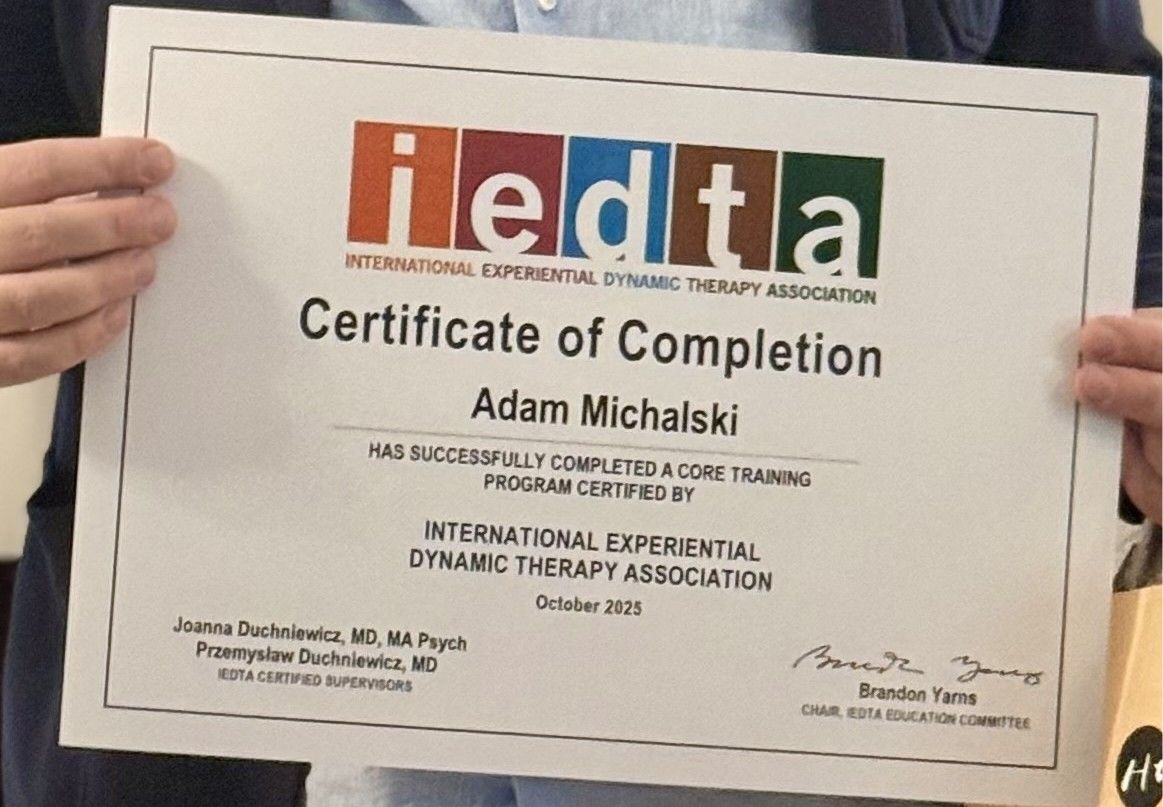 iedta
INTERNATIONAL EXPERIENTIAL DYNAMIC THERAPY ASSOCIATION
Certificate of Completion
Adam Michalski
HAS SUCCESSFULLY COMPLETED A CORE TRAINING
PROGRAM CERTIFIED BY
INTERNATIONAL EXPERIENTIAL
DYNAMIC THERAPY ASSOCIATION
October 2025
Joanna Duchniewicz, MD, MA Psych
Przemysław Duchniewicz, MD
IEDTA CERTIFIED SUPERVISORS
Brandon Yarns
CHAIR, IEDTA EDUCATION COMMITTEE